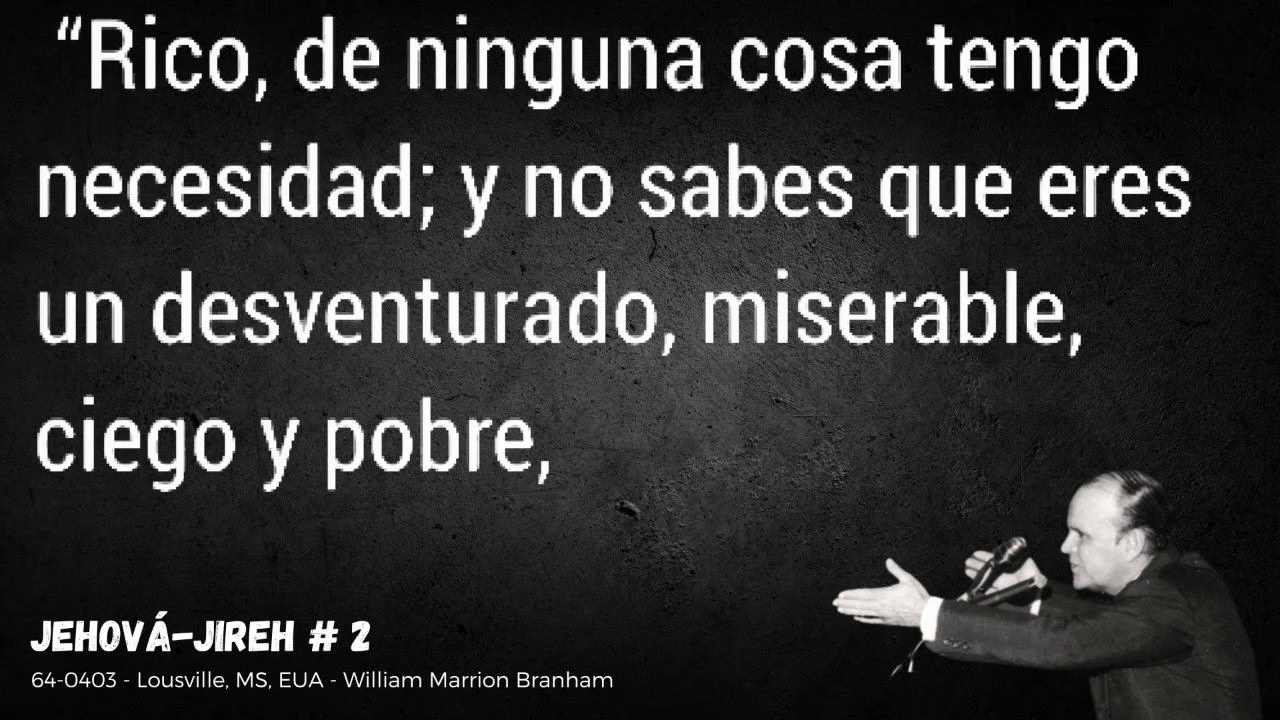 “Rico, de ninguna cosa tengo
necesidad; y no sabes que eres
un desventurado, miserable,
ciego y pobre,
JEHOVÁ-JIREH # 2
64-0403 - Lousville, MS, EUA - William Marrion Branham